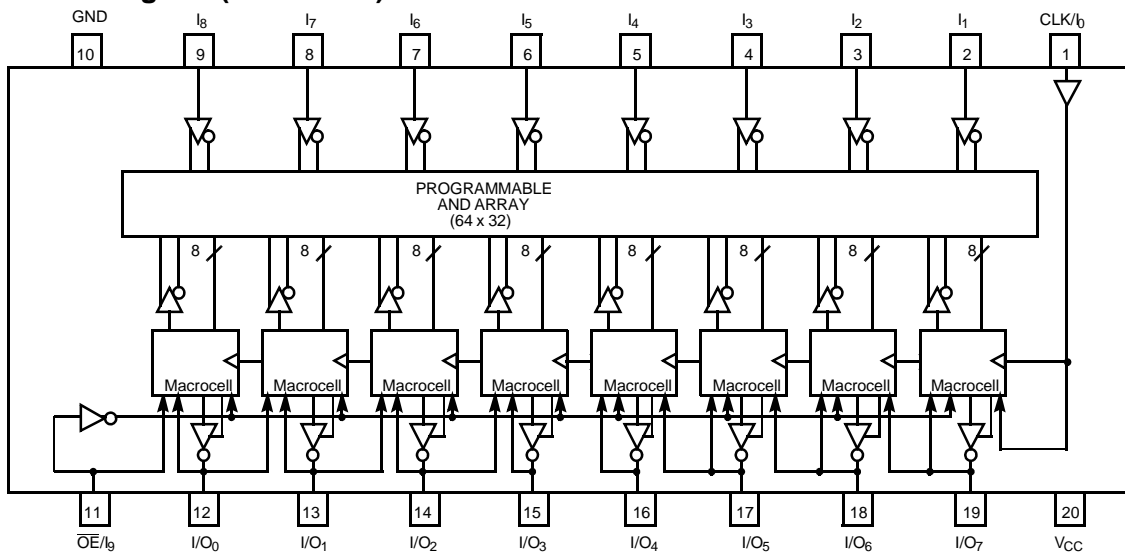 GND I8 I7 I6 I5 I4 I3 I2 I1 CLK/I0
10 9 8 7 6 5 4 3 2 1
PROGRAMMABLE
AND ARRAY
(64 x 32)
8 8 8 8 8 8 8 8
Macrocell Macrocell Macrocell Macrocell Macrocell Macrocell Macrocell Macrocell
11 12 13 14 15 16 17 18 19 20
OE/I9 I/O0 I/O1 I/O2 I/O3 I/O4 I/O5 I/O6 I/O7 VCC